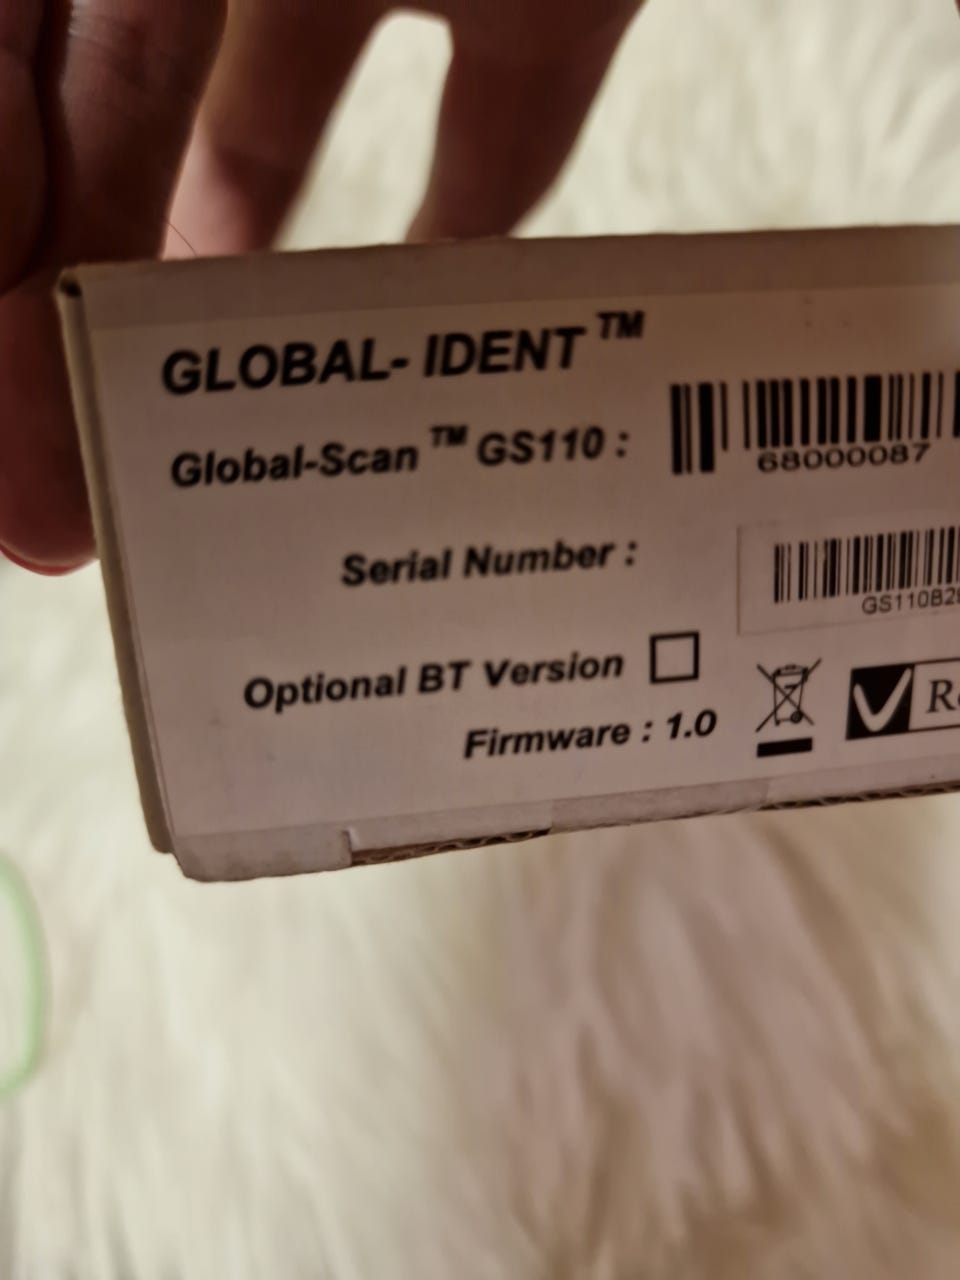 GLOBAL- IDENT ™
Global-Scan ™ GS110 :
68000087
Serial Number :
Optional BT Version
Firmware : 1.0